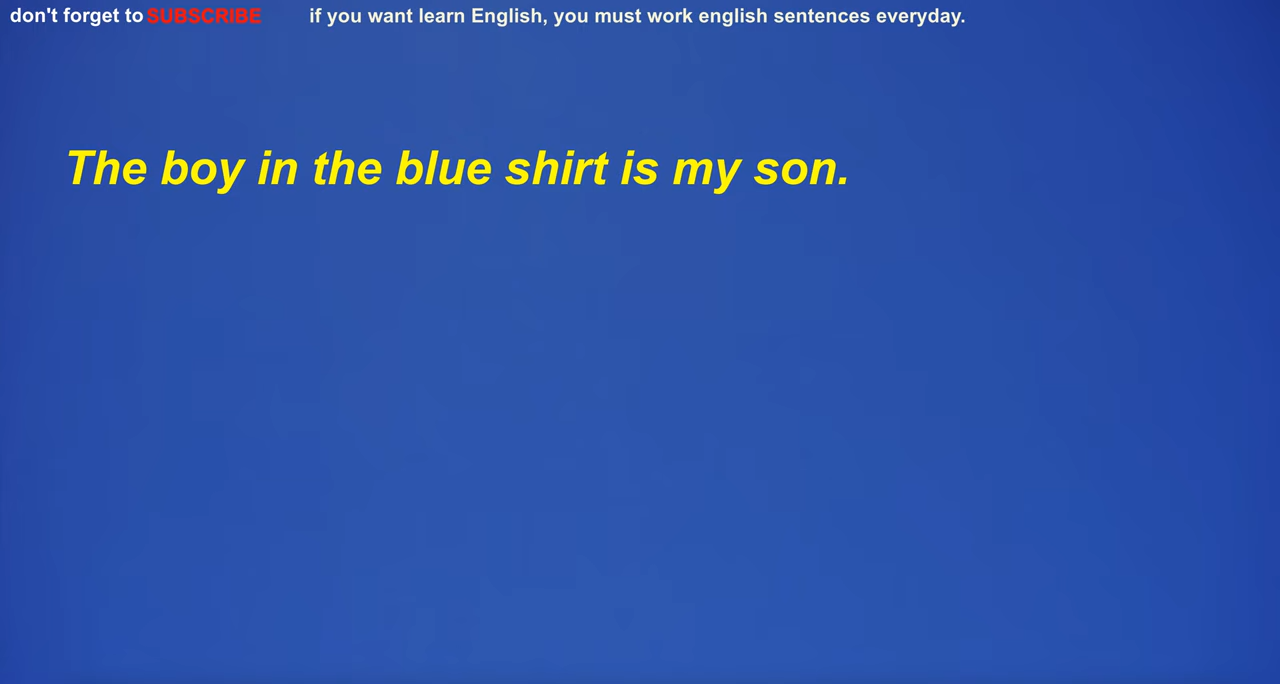 don't forget to SUBSCRIBE if you want learn English, you must work english sentences everyday.
The boy in the blue shirt is my son.